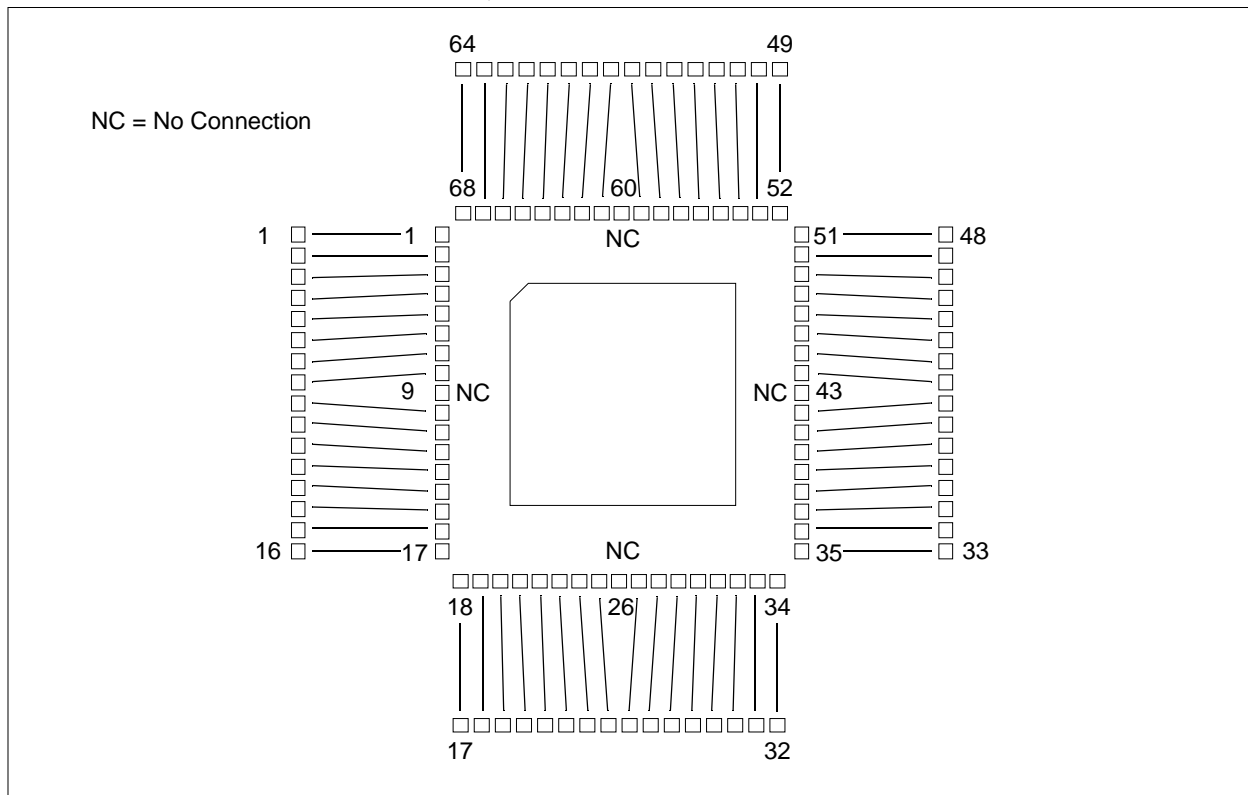 64 49
NC = No Connection
68 60 52
1 1 NC 51 48
9 NC NC 43
16 17 NC 35 33
18 26 34
17 32